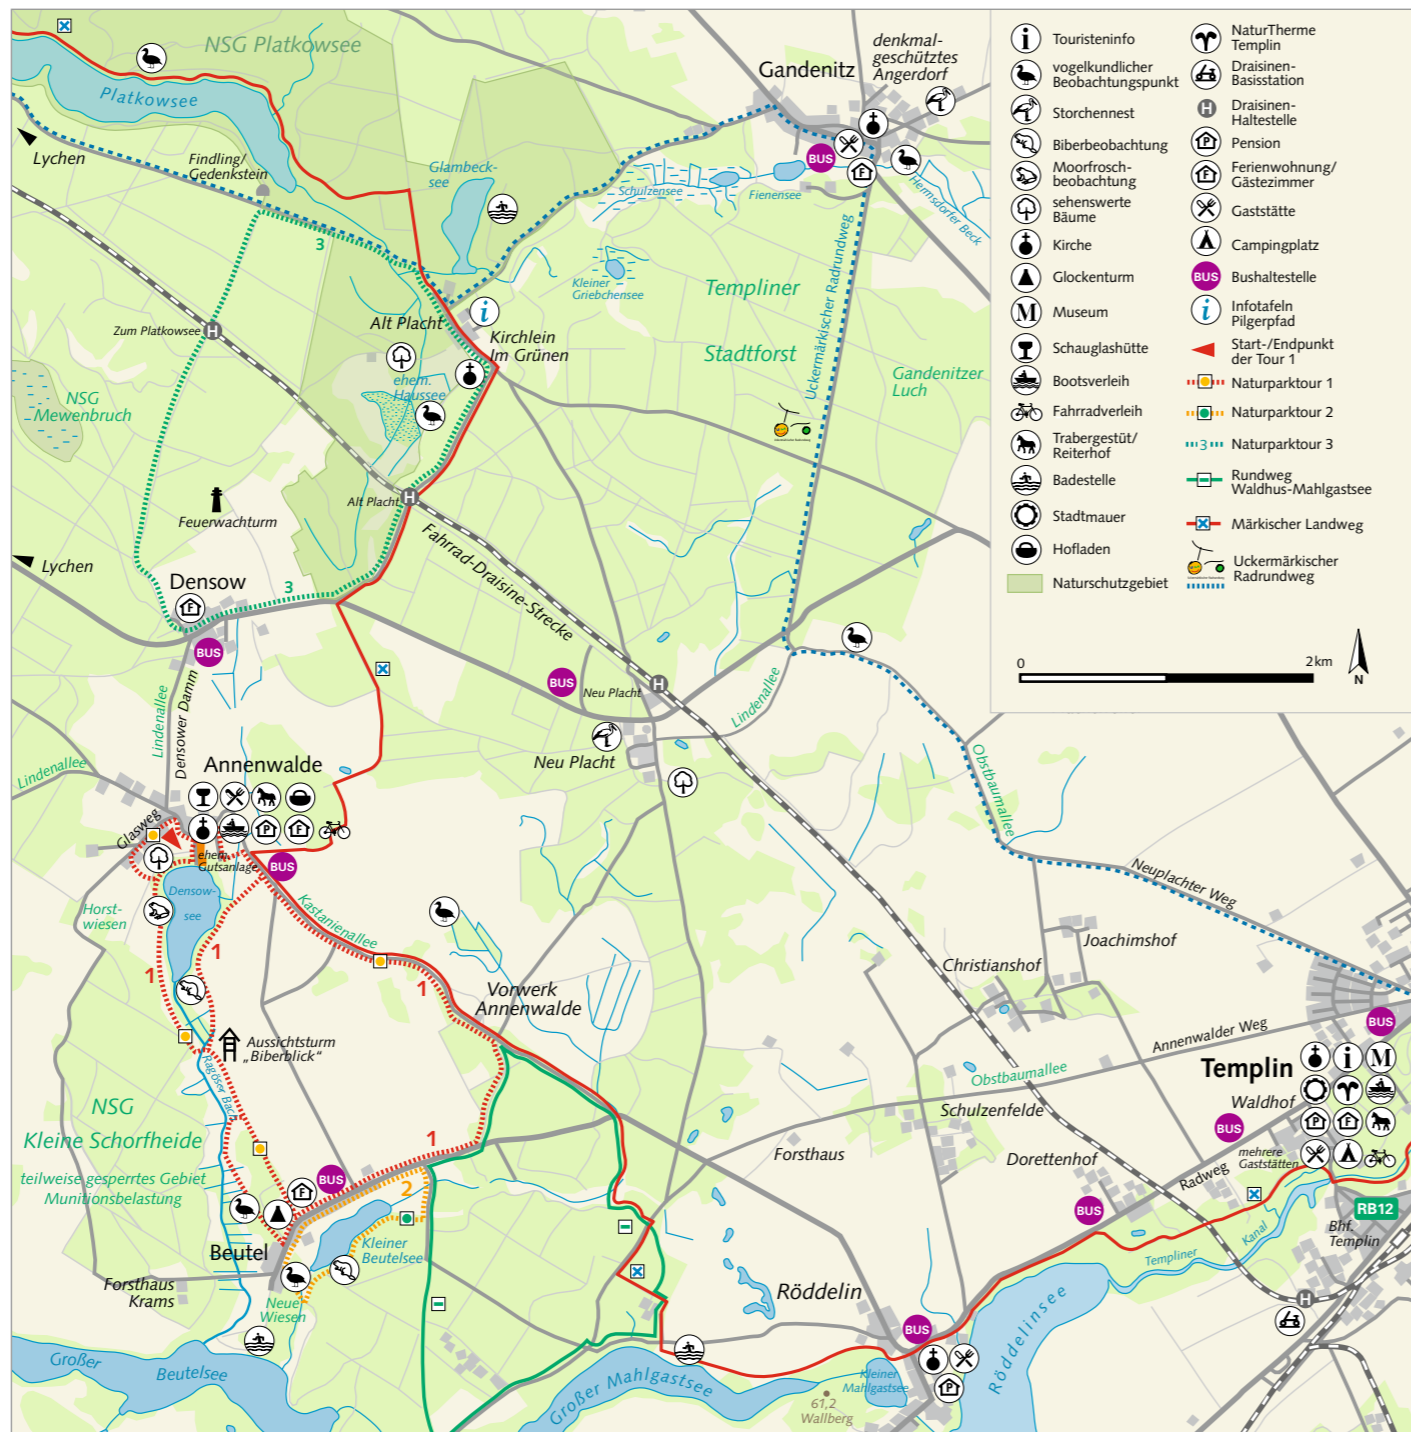 NSG Platkowsee
Platkowsee
Lychen
Findling/
Gedenkstein
Glambeck-
see
Gandenitz
denkmal-
geschütztes
Angerdorf
BUS
F
Schulzensee
Fienensee
Hermsdorfer Beck
Kleiner
Griebchensee
Templiner
Stadtforst
Uckermärkischer Radrundweg
Gandenitzer
Luch
3
Zum Platkowsee
H
Alt Placht
i
Kirchlein
Im Grünen
ehem.
Haussee
NSG
Mewenbruch
Feuerwachturm
Alt Placht
H
Fahrrad-Draisine-Strecke
Lychen
Densow
F
3
BUS
Lindenallee
Densower Damm
BUS
Neu Placht
H
Neu Placht
Lindenallee
Obstbaumallee
Neuplachter Weg
Lindenallee
Annenwalde
P
F
Glasweg
ehem.
Gutsanlage
BUS
Densow-
see
Horst-
wiesen
Kastanienallee
1
1
1
Vorwerk
Annenwalde
Aussichtsturm
„Biberblick“
Ragöser Bach
NSG
Kleine Schorfheide
teilweise gesperrtes Gebiet
Munitionsbelastung
1
BUS
F
2
Beutel
Kleiner
Beutelsee
Forsthaus
Krams
Neue
Wiesen
Großer
Beutelsee
Christianshof
Joachimshof
Annenwalder Weg
Obstbaumallee
Schulzenfelde
Forsthaus
Dorettenhof
BUS
Templin
BUS
i
M
Waldhof
BUS
P
F
mehrere
Gaststätten
Radweg
RB12
Bhf.
Templin
H
Templiner
Kanal
Röddelin
BUS
P
Röddelinsee
Kleiner
Mahlgastsee
Großer Mahlgastsee
61,2
Wallberg
i Touristeninfo
vogelkundlicher
Beobachtungspunkt
Storchennest
Biberbeobachtung
Moorfrosch-
beobachtung
sehenswerte
Bäume
Kirche
Glockenturm
M Museum
Schauglashütte
Bootsverleih
Fahrradverleih
Trabergestüt/
Reiterhof
Badestelle
Stadtmauer
Hofladen
Naturschutzgebiet
NaturTherme
Templin
Draisinen-
Basisstation
H Draisinen-
Haltestelle
P Pension
F Ferienwohnung/
Gästezimmer
Gaststätte
Campingplatz
BUS Bushaltestelle
i Infotafeln
Pilgerpfad
Start-/Endpunkt
der Tour 1
Naturparktour 1
Naturparktour 2
3 Naturparktour 3
Rundweg
Waldhus-Mahlgastsee
Märkischer Landweg
Uckermärkischer
Radrundweg
0 2 km
N